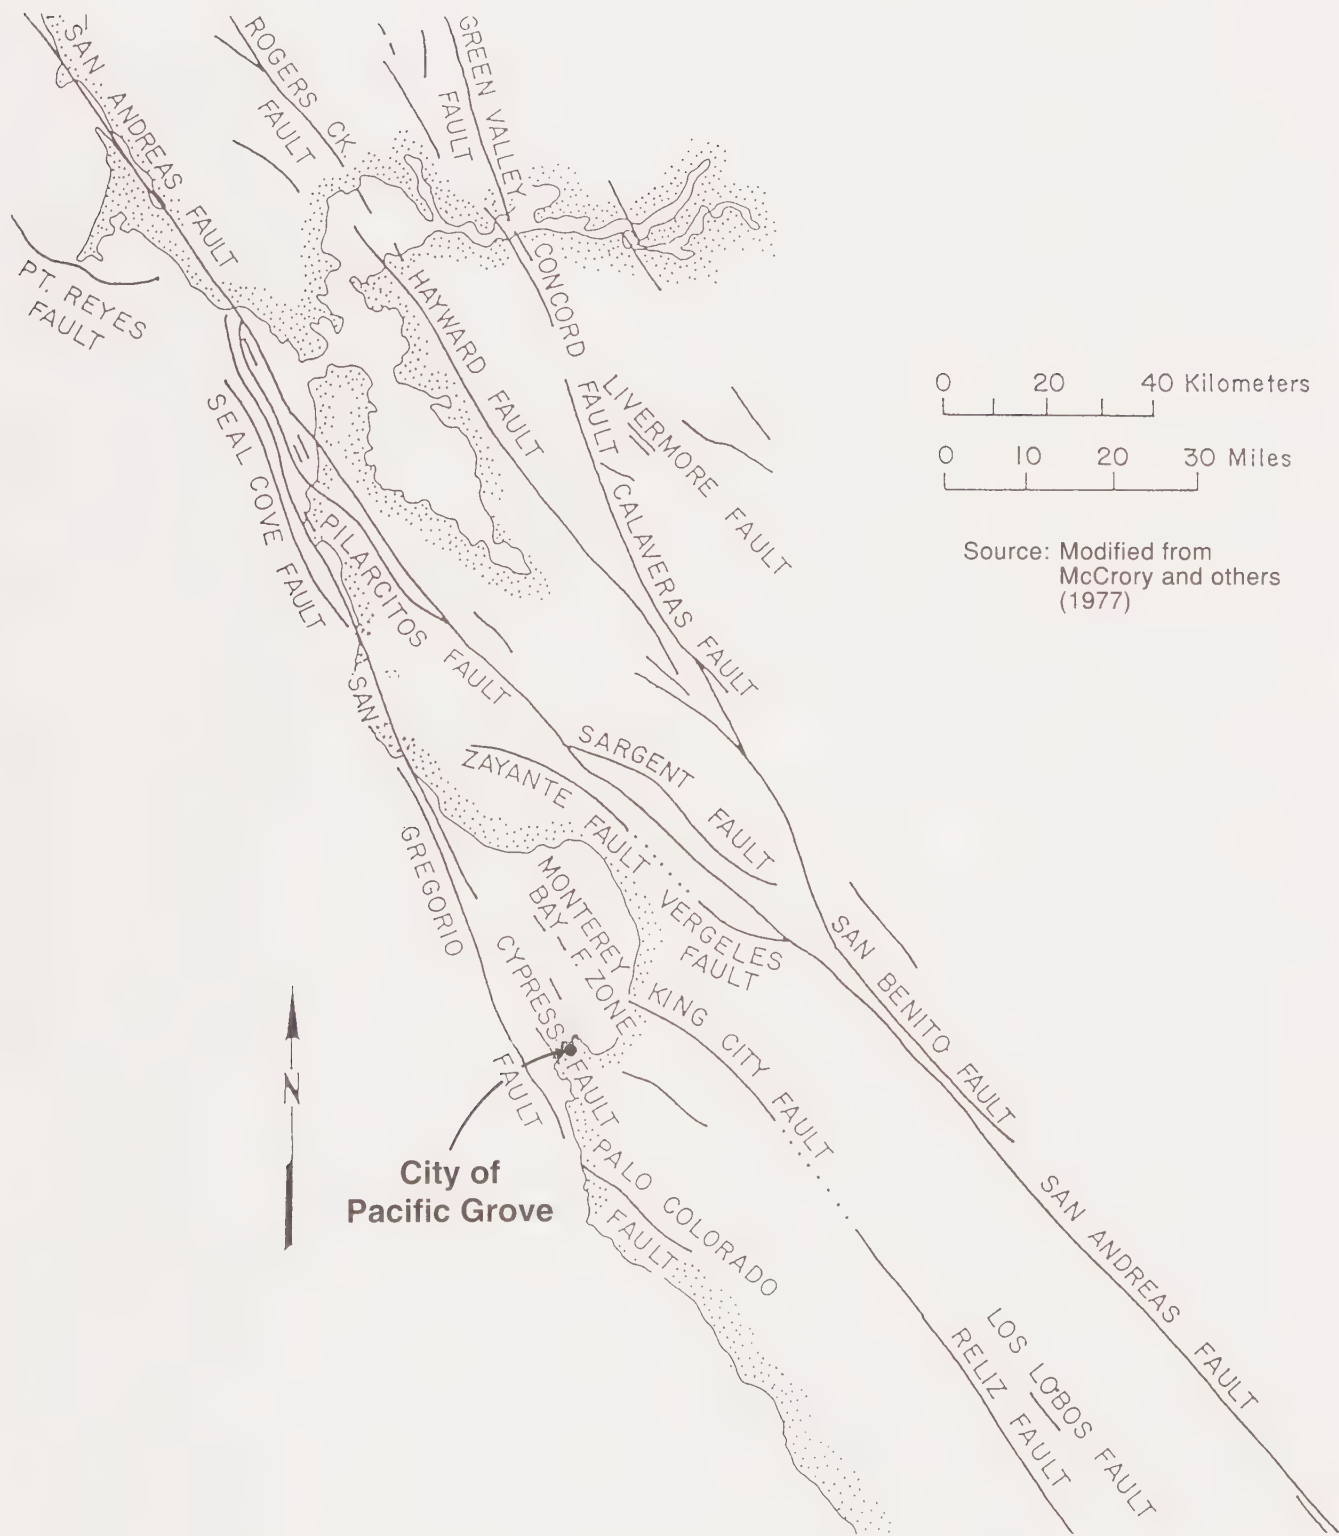 SAN ANDREAS FAULT
ROGERS CK.
FAULT
GREEN VALLEY
FAULT
PT. REYES
FAULT
HAYWARD FAULT
CONCORD
FAULT
LIVERMORE FAULT
SEAL COVE FAULT
PILARCITOS FAULT
CALAVERAS FAULT
0 20 40 Kilometers
0 10 20 30 Miles
Source: Modified from
McCrory and others
(1977)
SAN
GREGORIO
FAULT
ZAYANTE
FAULT
SARGENT
FAULT
MONTEREY
BAY F. ZONE
VERGELES
FAULT
CYPRESS
FAULT
KING CITY FAULT
SAN BENITO FAULT
N
City of
Pacific Grove
PALO COLORADO
FAULT
SAN ANDREAS FAULT
LOS LOBOS FAULT
RELIZ FAULT